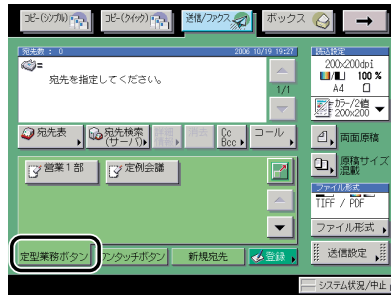 コピー(シンプル)
コピー(クイック)
送信/ファクス
ボックス
宛先数 : 0
2006 10/19 19:27
宛先を指定してください。
1/1
宛先表
宛先検索
(サーバ)
詳細
情報
消去
Cc
Bcc
コール
営業1部
定例会議
定型業務ボタン
ワンタッチボタン
新規宛先
登録
読込設定
200x200dpi
100 %
A4
カラー/2値
200x200
両面原稿
原稿サイズ
混載
ファイル形式
TIFF / PDF
ファイル形式
送信設定
システム状況/中止